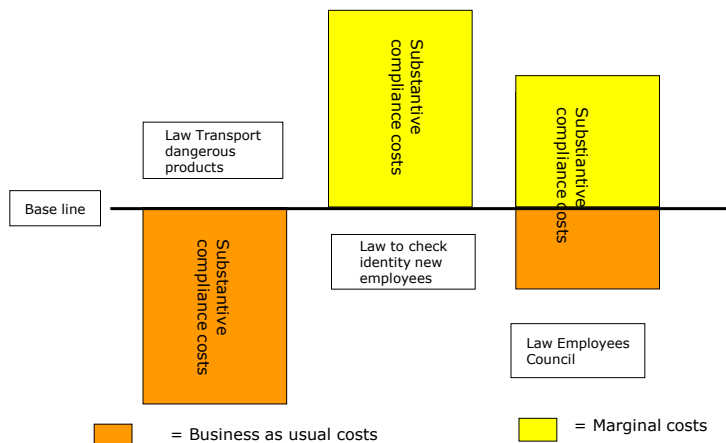 Substantive
compliance costs
Law Transport
dangerous
products
Substiantive
compliance costs
Base line
Substantive
compliance costs
Law to check
identity new
employees
Law Employees
Council
= Business as usual costs
= Marginal costs